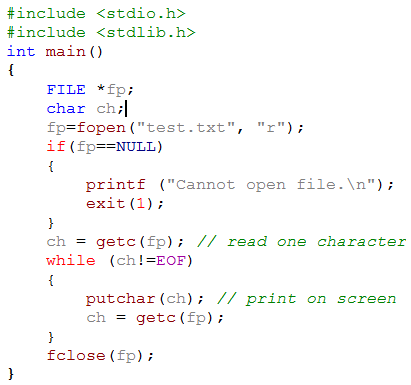 #include <stdio.h>
#include <stdlib.h>
int main()
{
    FILE *fp;
    char ch;
    fp=fopen("test.txt", "r");
    if(fp==NULL)
    {
        printf ("Cannot open file.\n");
        exit(1);
    }
    ch = getc(fp); // read one character
    while (ch!=EOF)
    {
        putchar(ch); // print on screen
        ch = getc(fp);
    }
    fclose(fp);
}